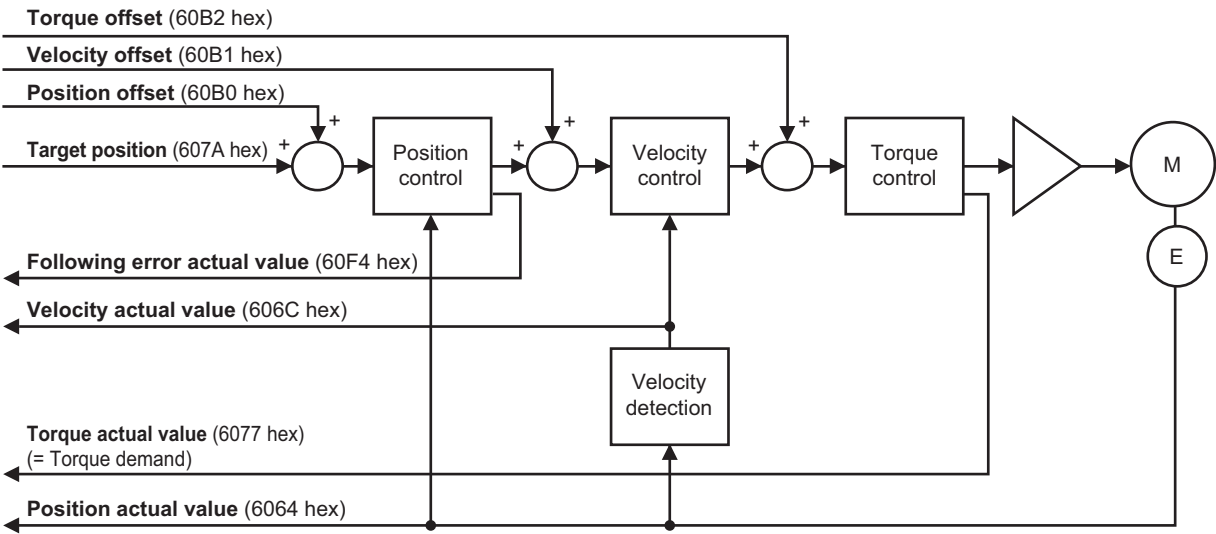 Torque offset (60B2 hex)
Velocity offset (60B1 hex)
Position offset (60B0 hex)
+
+
+
Target position (607A hex)
+
+
+
Position
control
Velocity
control
Torque
control
M
E
Following error actual value (60F4 hex)
Velocity actual value (606C hex)
Velocity
detection
Torque actual value (6077 hex)
(= Torque demand)
Position actual value (6064 hex)